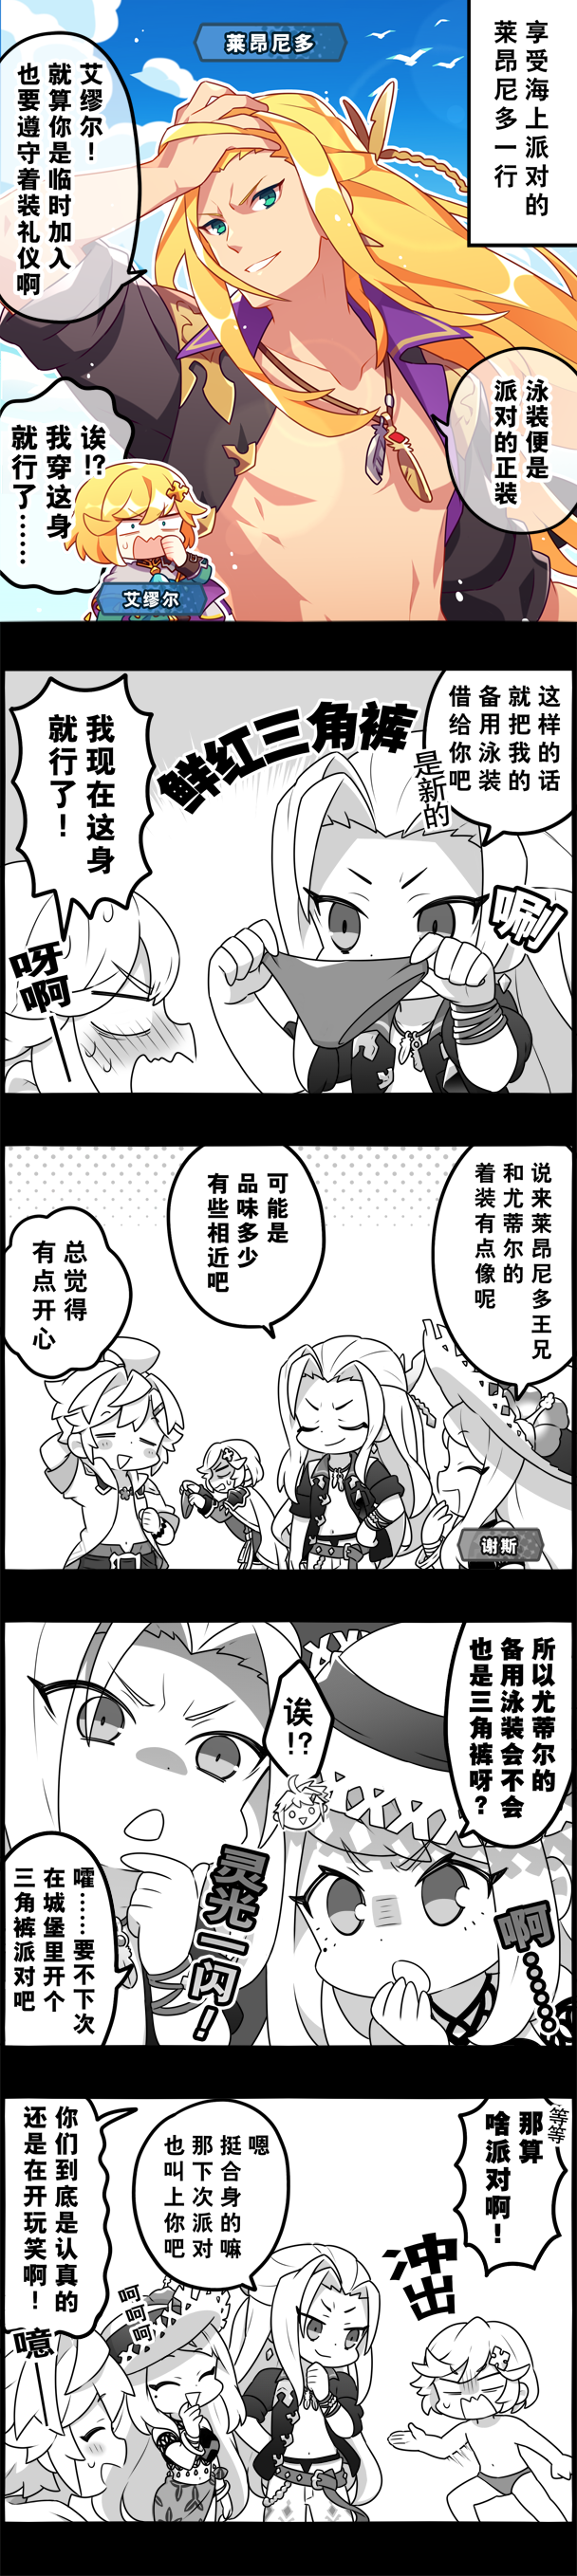 享受海上派对的
莱昂尼多一行
莱昂尼多
艾缪尔！
就算你是临时加入
也要遵守着装礼仪啊
泳装便是
派对的正装
诶!?
我穿这身
就行了……
艾缪尔
这样的话
就把我的
备用泳装
借给你吧
是新的
鲜红三角裤
唰
我现在这身
就行了！
呀啊
说来莱昂尼多王兄
和尤蒂尔的
着装有点像呢
可能是
品味多少
有些相近吧
总觉得
有点开心
谢斯
所以尤蒂尔的
备用泳装会不会
也是三角裤呀？
诶!?
啊……
灵光一闪！
嚯……要不下次
在城堡里开个
三角裤派对吧
等等
那算
啥派对啊！
冲出
嗯
挺合身的嘛
那下次派对
也叫上你吧
呵呵呵
你们到底是认真的
还是在开玩笑啊！
噫